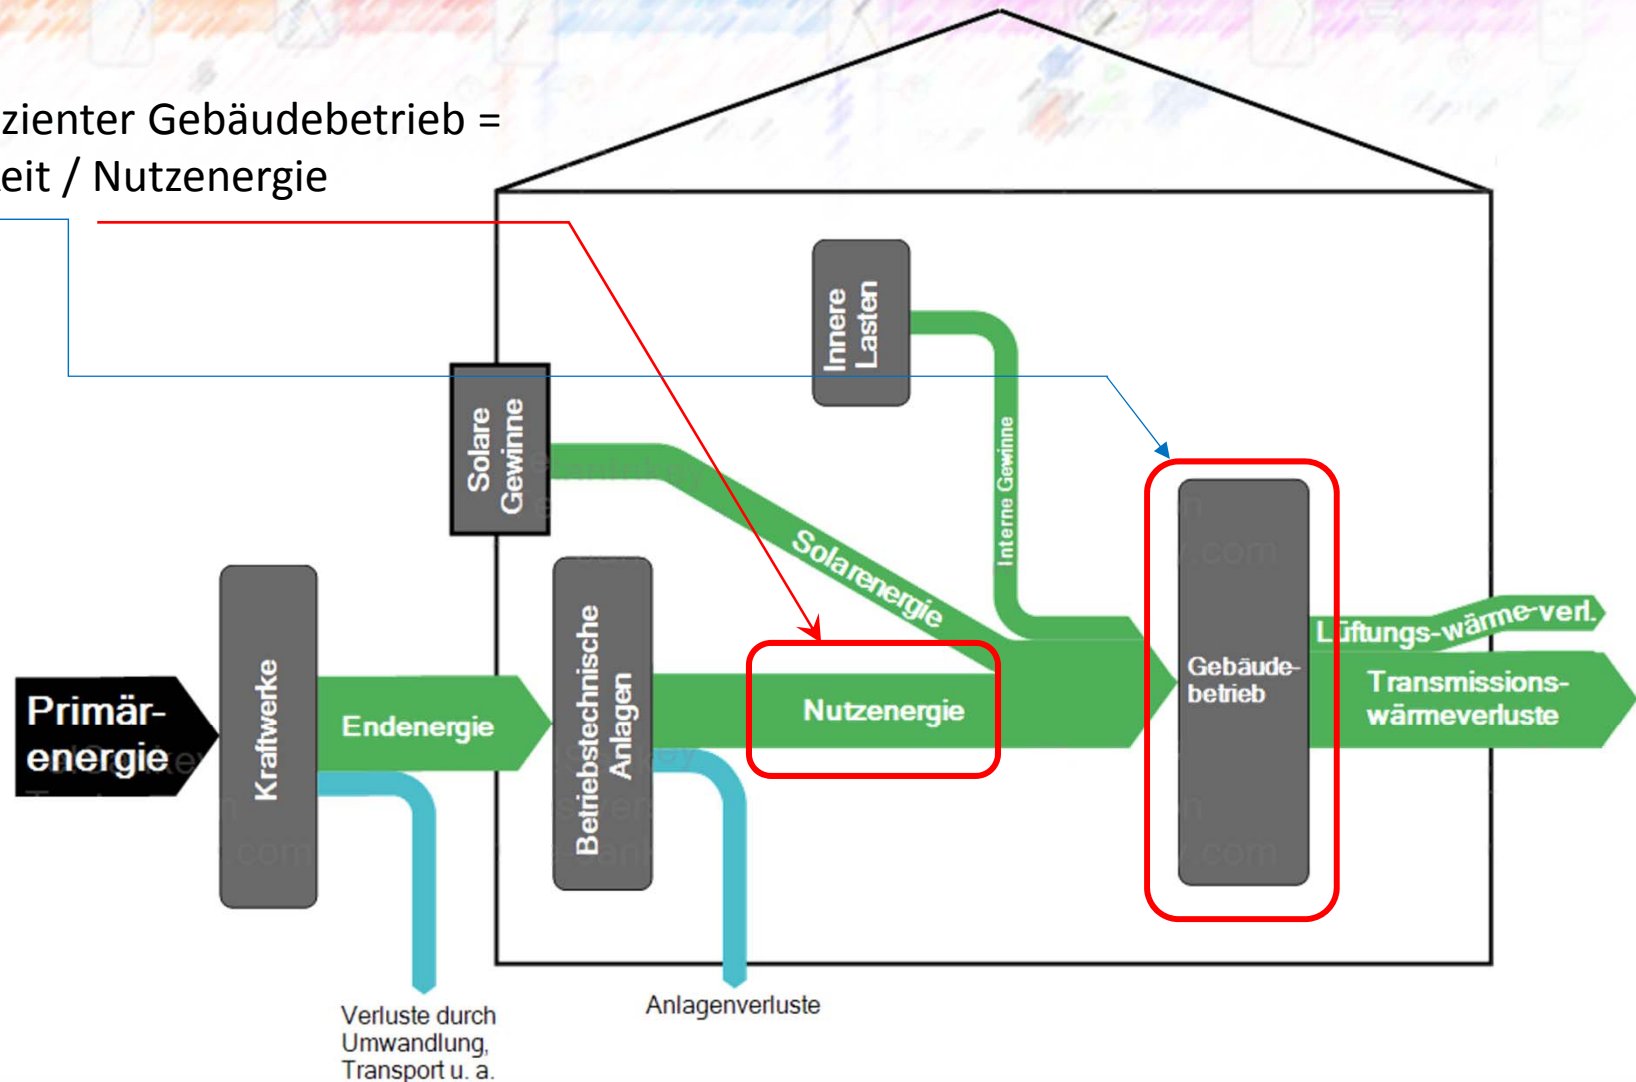 zienter Gebäudebetrieb =
eit / Nutzenergie
Innere
Lasten
Solare
Gewinne
Interne Gewinne
Solarenergie
Lüftungs-wärme-verl.
Gebäude-
betrieb
Transmissions-
wärmeverluste
Primär-
energie
Kraftwerke
Endenergie
Betriebstechnische
Anlagen
Nutzenergie
Verluste durch
Umwandlung,
Transport u. a.
Anlagenverluste